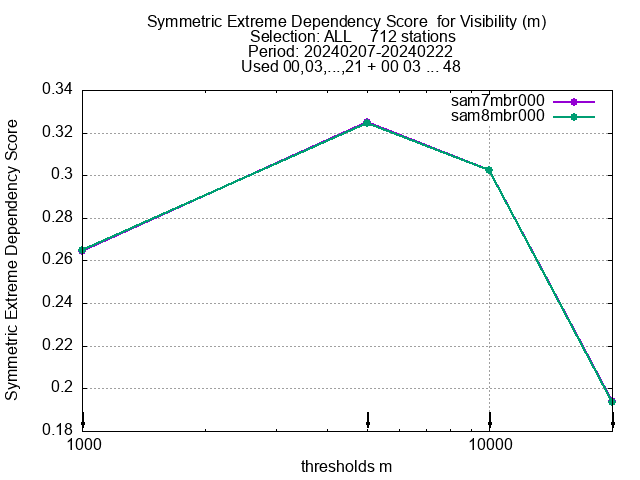 Symmetric Extreme Dependency Score  for Visibility (m)
Selection: ALL    712 stations
Period: 20240207-20240222
Used 00,03,...,21 + 00 03 ... 48
sam7mbr000
sam8mbr000
Symmetric Extreme Dependency Score
0.34
0.32
0.3
0.28
0.26
0.24
0.22
0.2
0.18
1000
10000
thresholds m